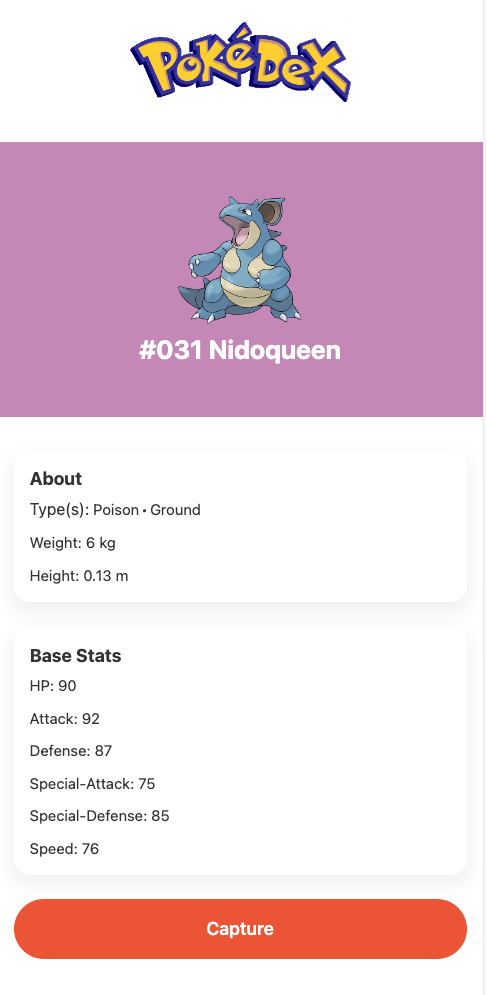 PokéDex
#031 Nidoqueen
About
Type(s): Poison • Ground
Weight: 6 kg
Height: 0.13 m
Base Stats
HP: 90
Attack: 92
Defense: 87
Special-Attack: 75
Special-Defense: 85
Speed: 76
Capture